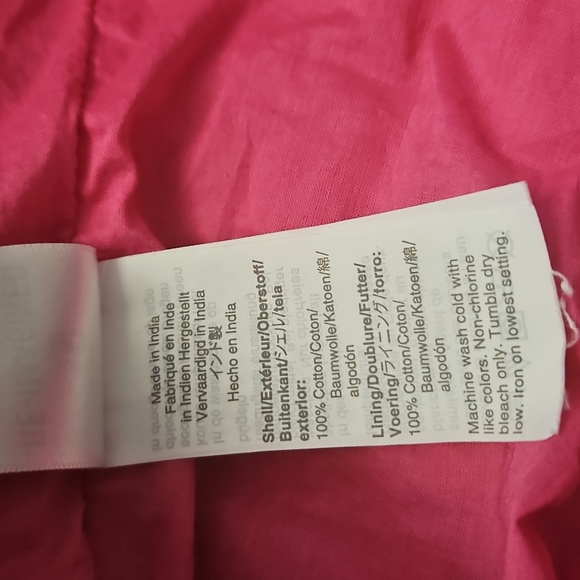 Made in India
Fabriqué en Inde
in Indien Hergestellt
Vervaardigd in India
インド製
Hecho en India
Shell/Extérieur/Oberstoff/
Buitenkant/シェル/tela
exterior:
100% Cotton/Coton/
Baumwolle/Katoen/綿/
algodón
Lining/Doublure/Futter/
Voering/ライニング/forro:
100% Cotton/Coton/
Baumwolle/Katoen/綿/
algodón
Machine wash cold with
like colors. Non-chlorine
bleach only. Tumble dry
low. Iron on lowest setting.